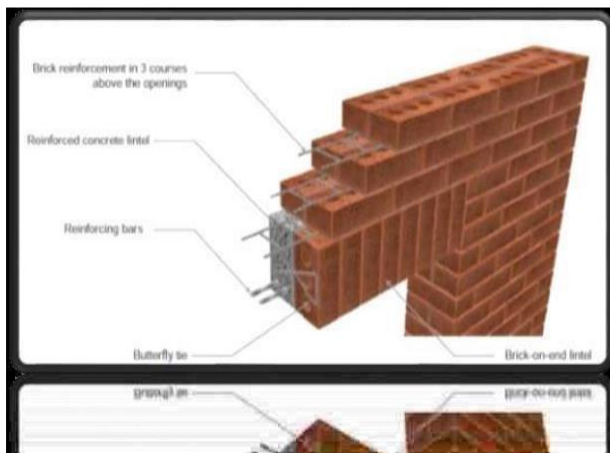 Brick reinforcement in 3 courses
above the openings
Reinforced concrete lintel
Reinforcing bars
Butterfly tie
Brick-on-end lintel